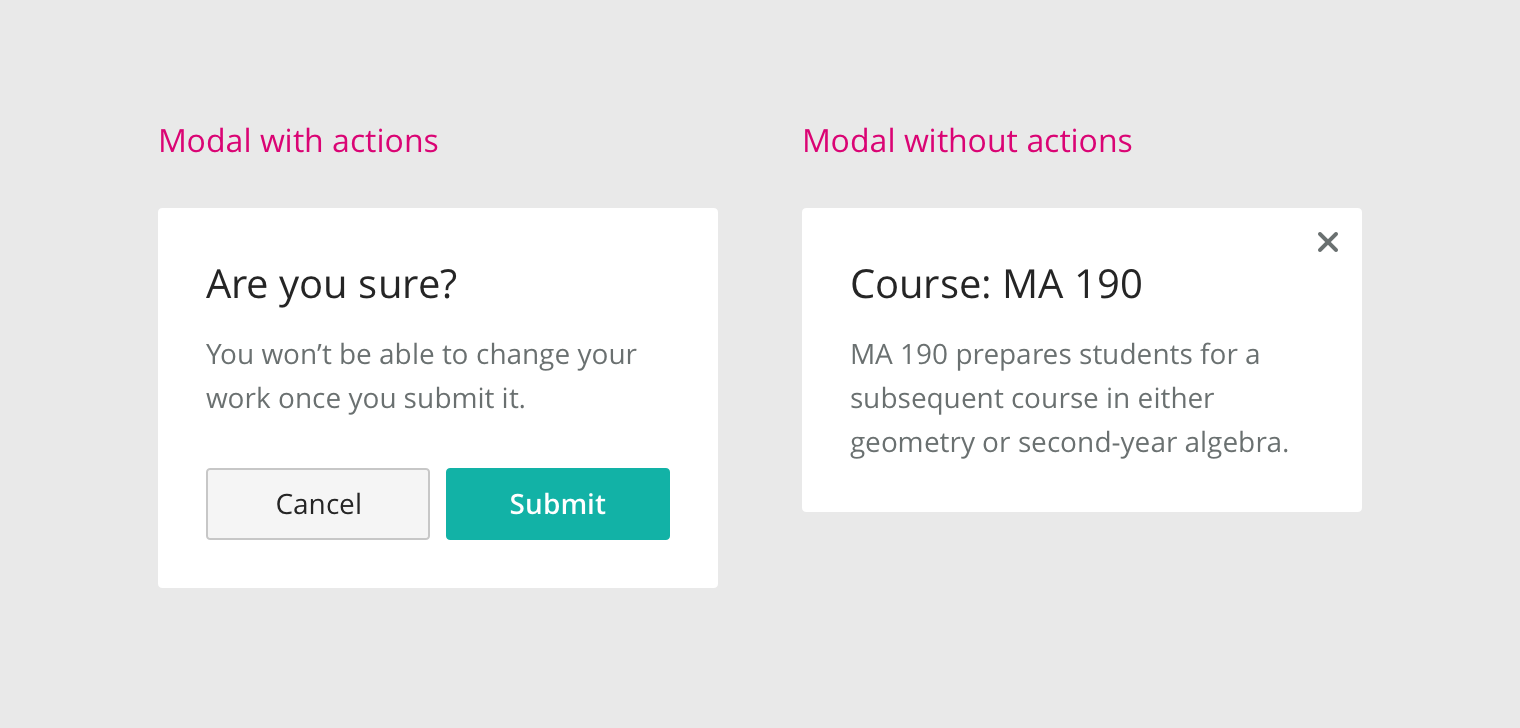 Modal with actions
Are you sure?
You won’t be able to change your
work once you submit it.
Cancel
Submit
Modal without actions
Course: MA 190
MA 190 prepares students for a
subsequent course in either
geometry or second-year algebra.